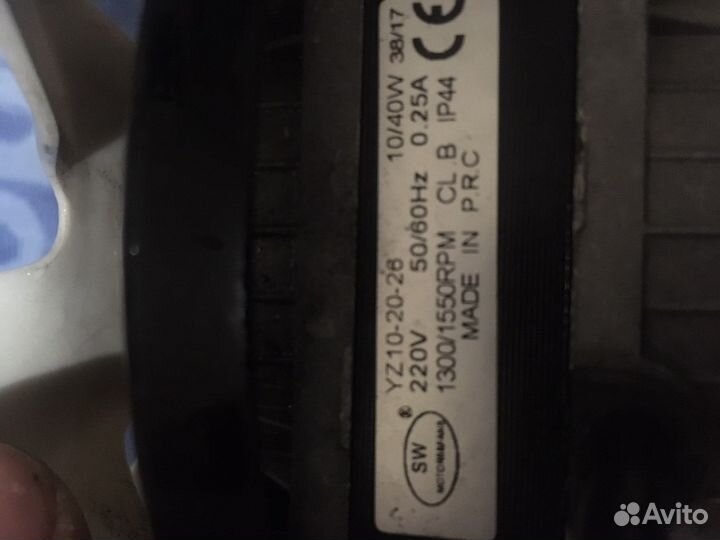 YZ10-20-26 10/40W 38/17
220V 50/60Hz 0.25A
1300/1550RPM CL B IP44
MADE IN P.R.C
CE
SW ®
Avito